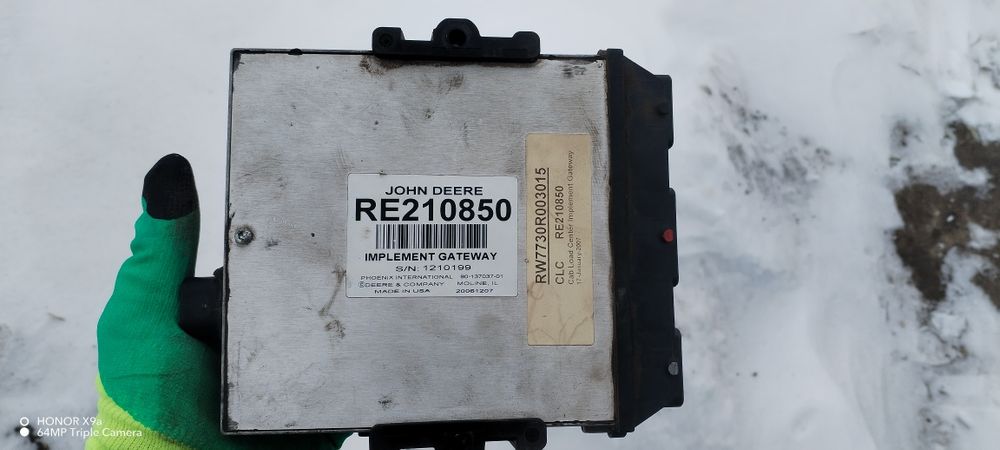 JOHN DEERE
RE210850
IMPLEMENT GATEWAY
S/N: 1210199
PHOENIX INTERNATIONAL 90-137037-01
©DEERE & COMPANY MOLINE, IL
MADE IN USA 20061207
RW7730R003015
CLC RE210850
Cab Load Center Implement Gateway
17-January-2007
HONOR X9a
64MP Triple Camera